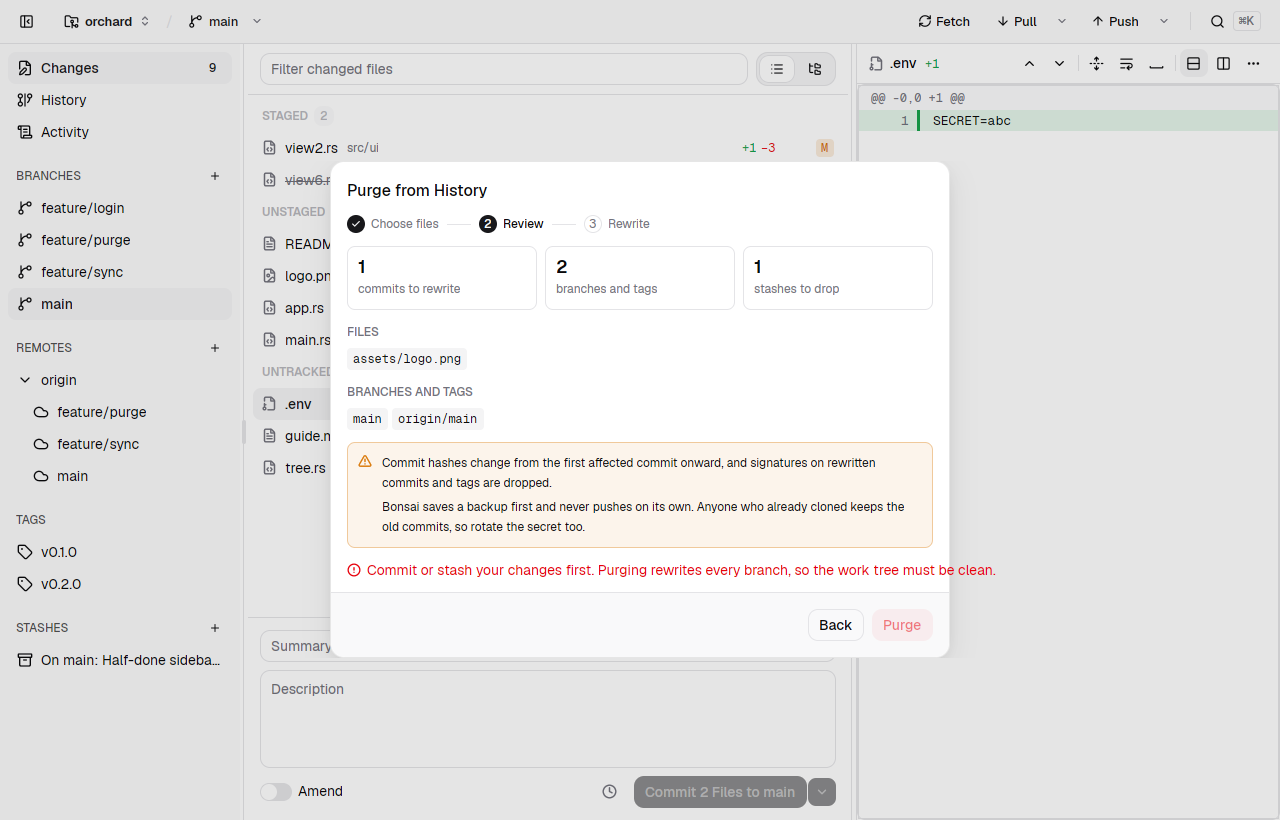 orchard / main
Fetch Pull Push ⌘K
Changes 9
History
Activity
BRANCHES
feature/login
feature/purge
feature/sync
main
REMOTES
origin
feature/purge
feature/sync
main
TAGS
v0.1.0
v0.2.0
STASHES
On main: Half-done sideba…
Filter changed files
STAGED 2
view2.rs src/ui +1 −3 M
UNSTAGED
app.rs
UNTRACKED
.env
tree.rs
Summary
Description
Amend
Commit 2 Files to main
.env +1
@@ -0,0 +1 @@
1 SECRET=abc
Purge from History
Choose files 2 Review 3 Rewrite
1
commits to rewrite
2
branches and tags
1
stashes to drop
FILES
assets/logo.png
BRANCHES AND TAGS
main origin/main
Commit hashes change from the first affected commit onward, and signatures on rewritten
commits and tags are dropped.
Bonsai saves a backup first and never pushes on its own. Anyone who already cloned keeps the
old commits, so rotate the secret too.
Commit or stash your changes first. Purging rewrites every branch, so the work tree must be clean.
Back Purge